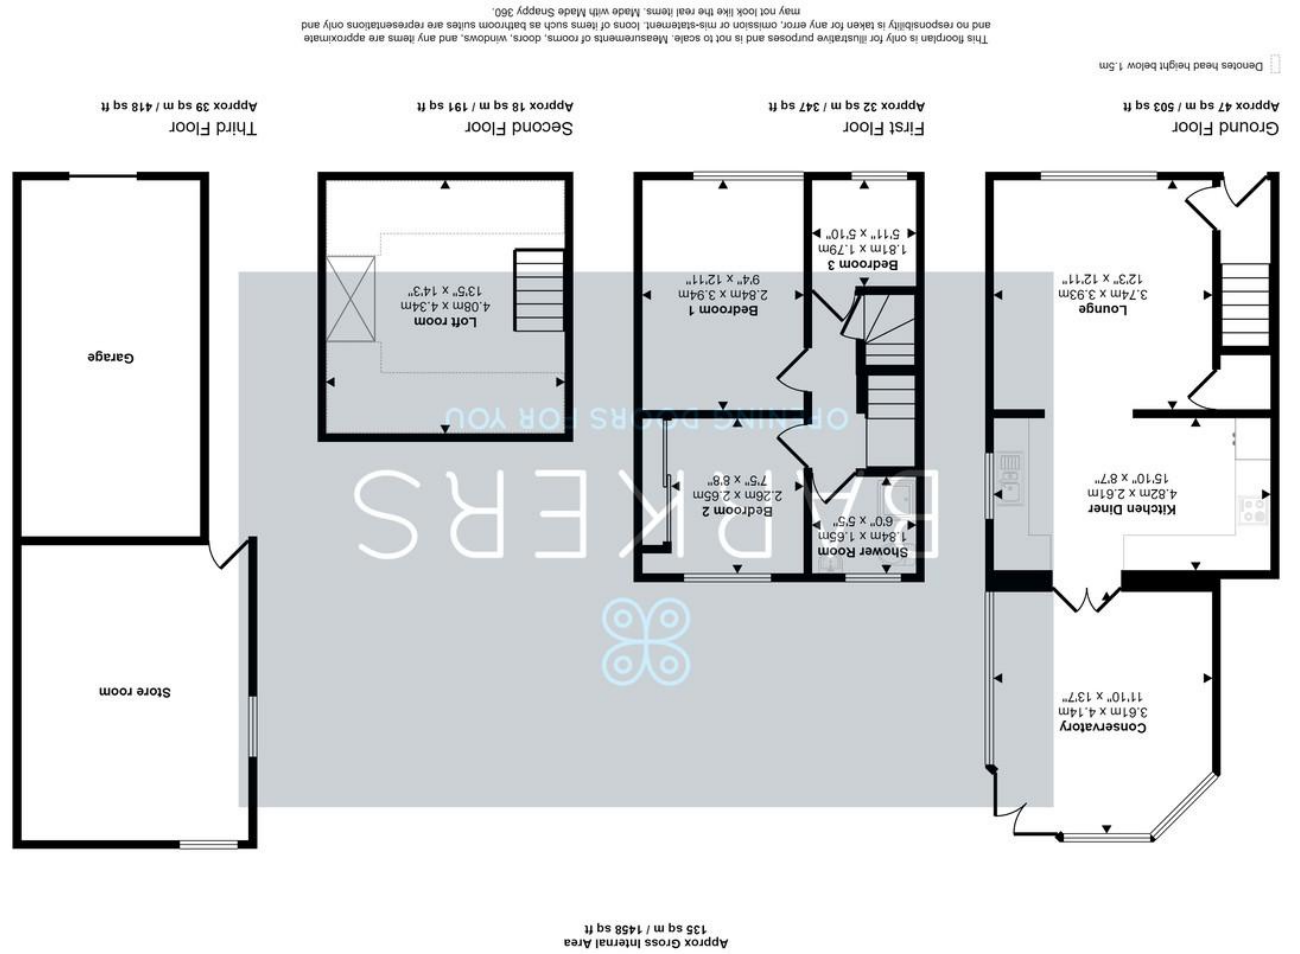 Approx Gross Internal Area
135 sq m / 1458 sq ft
Store room
Garage
Third Floor
Approx 39 sq m / 418 sq ft
Loft room
4.08m x 4.34m
13'5" x 14'3"
Second Floor
Approx 18 sq m / 191 sq ft
Shower Room
1.84m x 1.65m
6'0" x 5'5"
Bedroom 2
2.26m x 2.65m
7'5" x 8'8"
Bedroom 1
2.84m x 3.94m
9'4" x 12'11"
Bedroom 3
1.81m x 1.79m
5'11" x 5'10"
First Floor
Approx 32 sq m / 347 sq ft
Conservatory
3.61m x 4.14m
11'10" x 13'7"
Kitchen Diner
4.82m x 2.61m
15'10" x 8'7"
Lounge
3.74m x 3.93m
12'3" x 12'11"
Ground Floor
Approx 47 sq m / 503 sq ft
BARKERS
OPENING DOORS FOR YOU
Denotes head height below 1.5m
This floorplan is only for illustrative purposes and is not to scale. Measurements of rooms, doors, windows, and any items are approximate
and no responsibility is taken for any error, omission or mis-statement. Icons of items such as bathroom suites are representations only and
may not look like the real items. Made with Made Snappy 360.